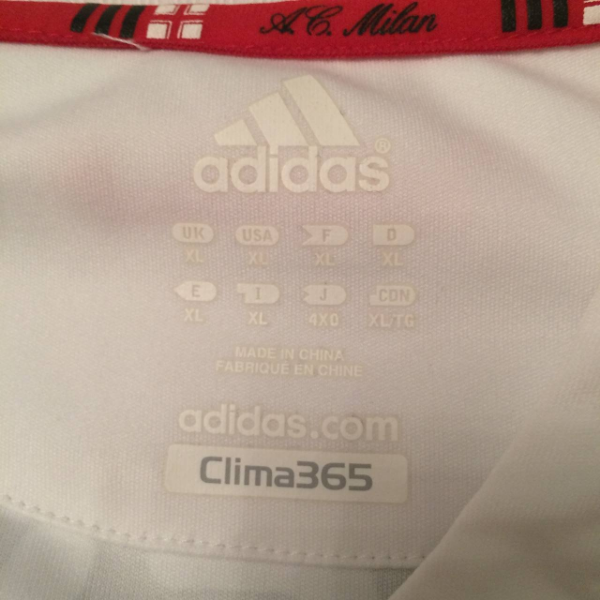 A.C. Milan
adidas®
UK USA F D
XL XL XL XL
E I J CDN
XL XL 4XO XL/TG
MADE IN CHINA
FABRIQUE EN CHINE
adidas.com
Clima365